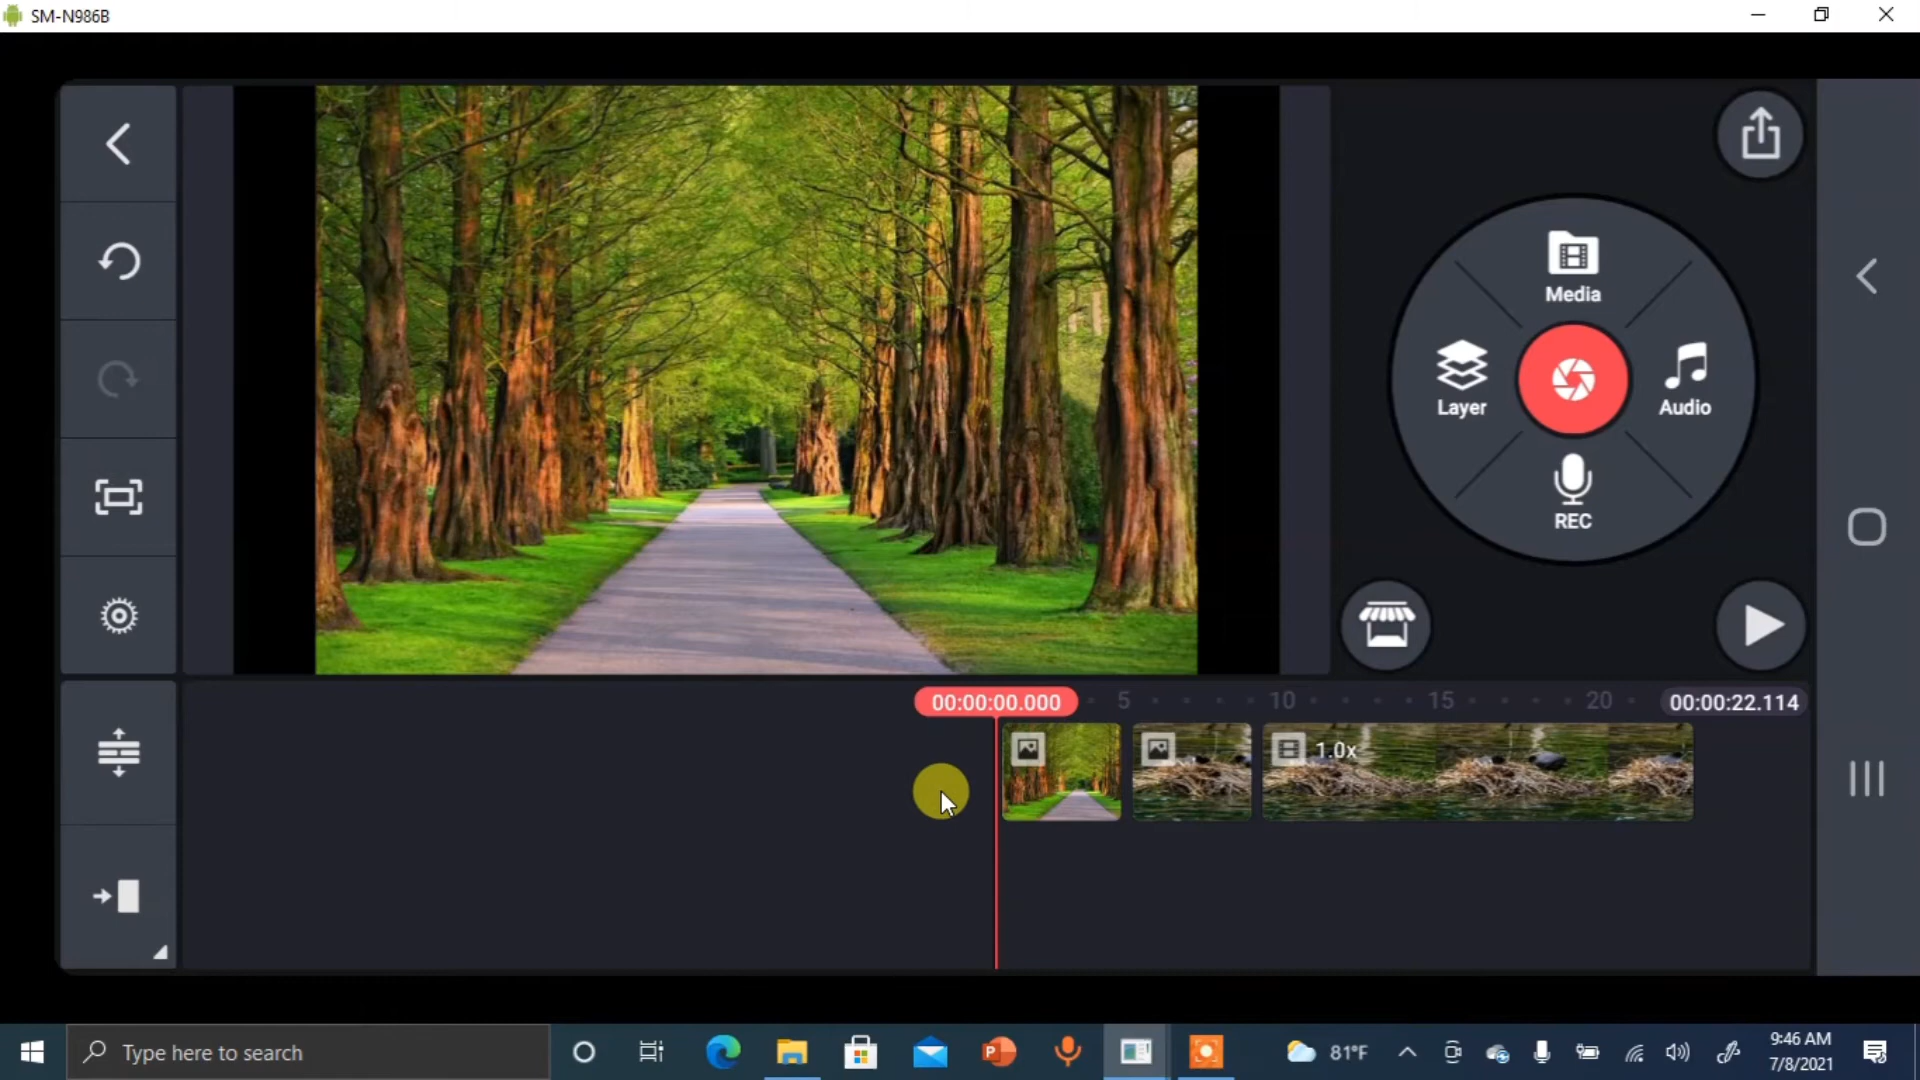 SM-N986B
Media
Layer
Audio
REC
00:00:00.000
5
10
15
20
00:00:22.114
1.0x
Type here to search
81°F
9:46 AM
7/8/2021